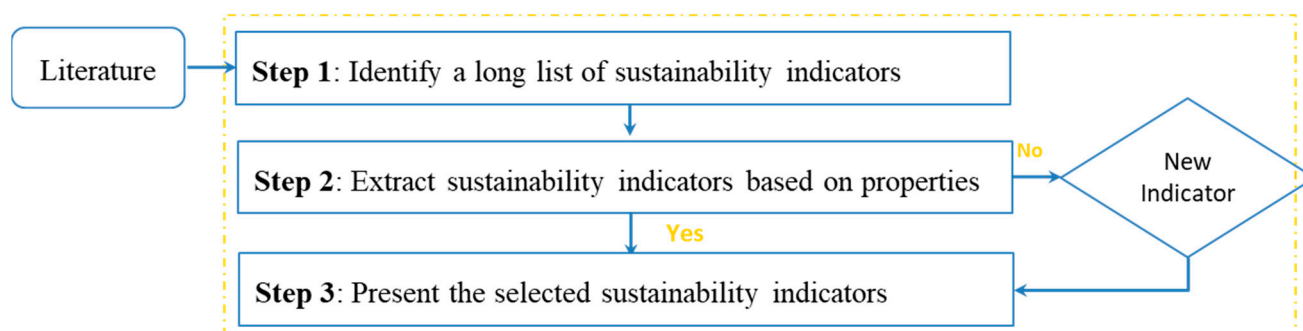 Literature
Step 1: Identify a long list of sustainability indicators
Step 2: Extract sustainability indicators based on properties
No
New
Indicator
Yes
Step 3: Present the selected sustainability indicators